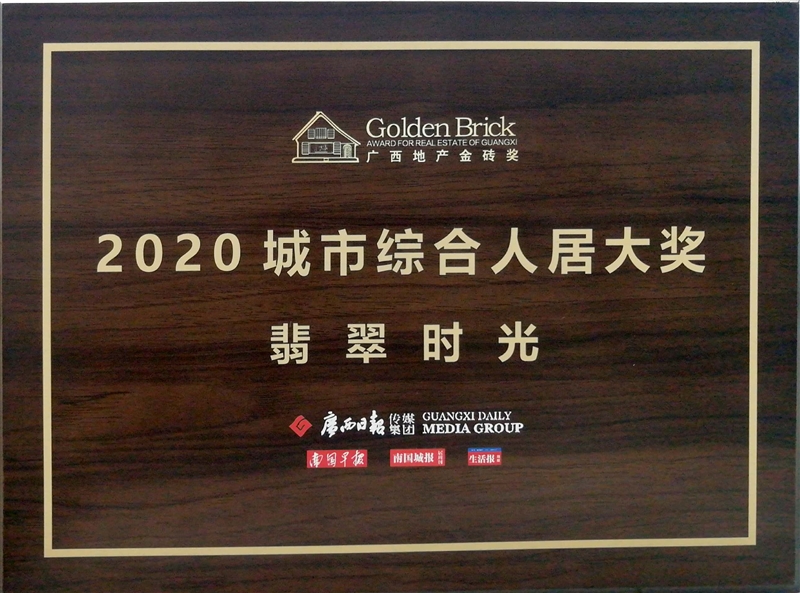 Golden Brick
AWARD FOR REAL ESTATE OF GUANGXI
广西地产金砖奖
2020 城市综合人居大奖
翡翠时光
廣西日報 传媒集团 GUANGXI DAILY MEDIA GROUP
南国早报 南国城报 生活报